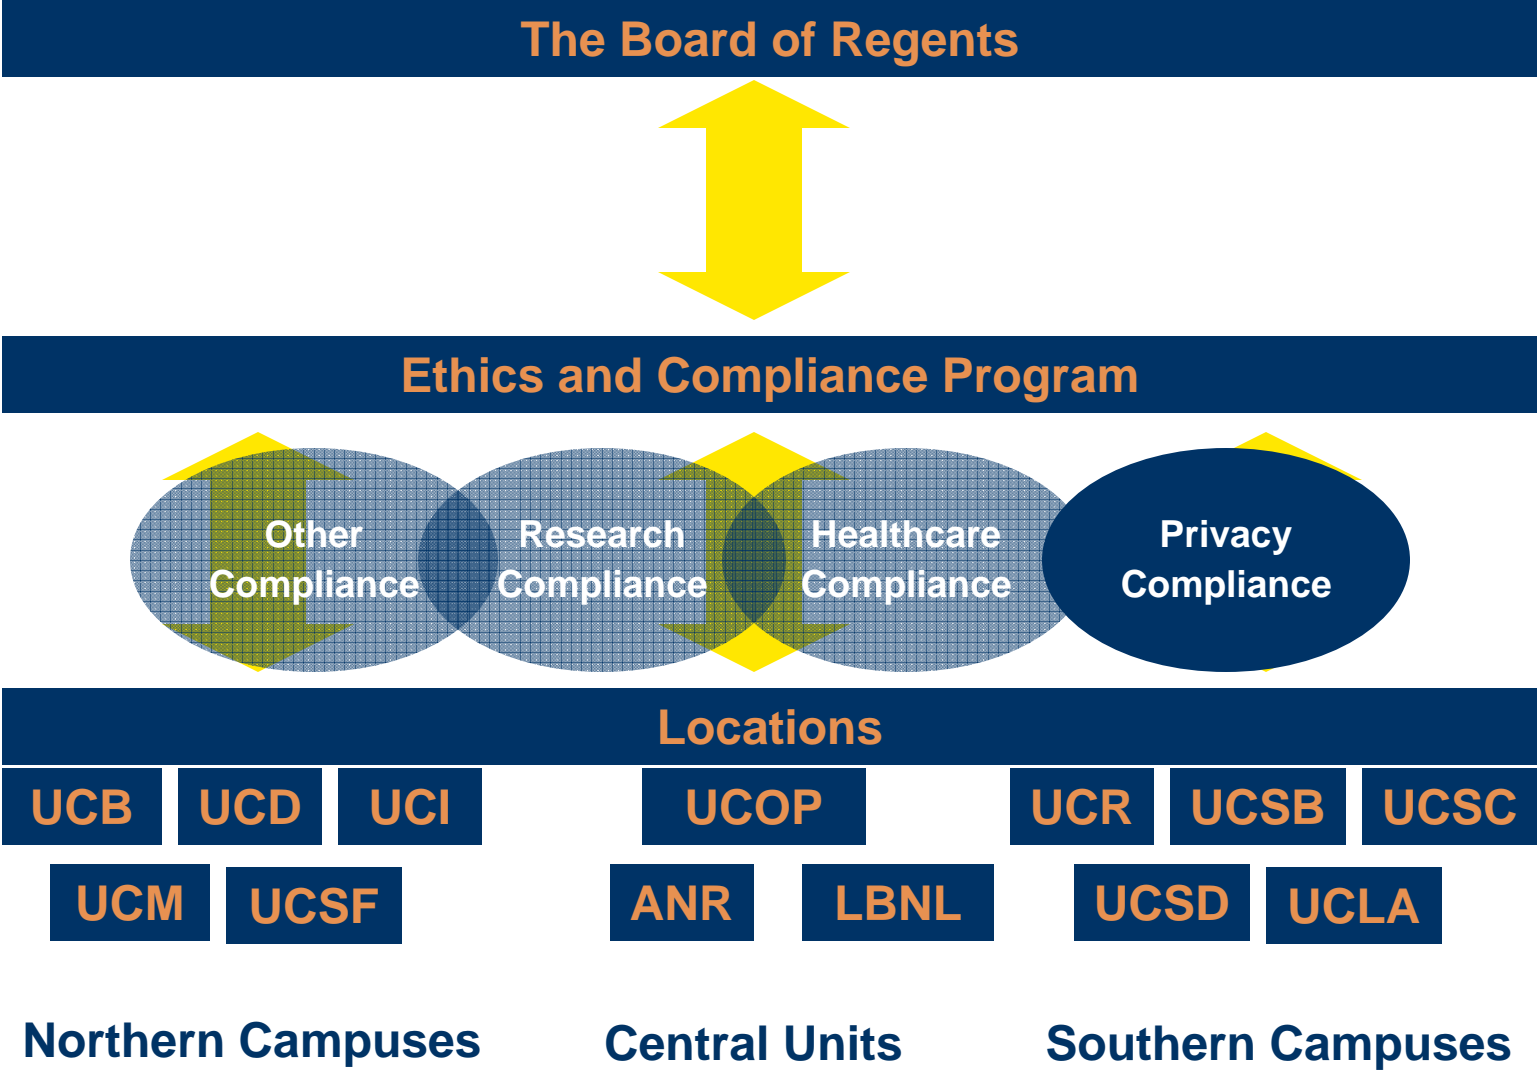 The Board of Regents
Ethics and Compliance Program
Other
Compliance
Research
Compliance
Healthcare
Compliance
Privacy
Compliance
Locations
UCB
UCD
UCI
UCOP
UCR
UCSB
UCSC
UCM
UCSF
ANR
LBNL
UCSD
UCLA
Northern Campuses
Central Units
Southern Campuses